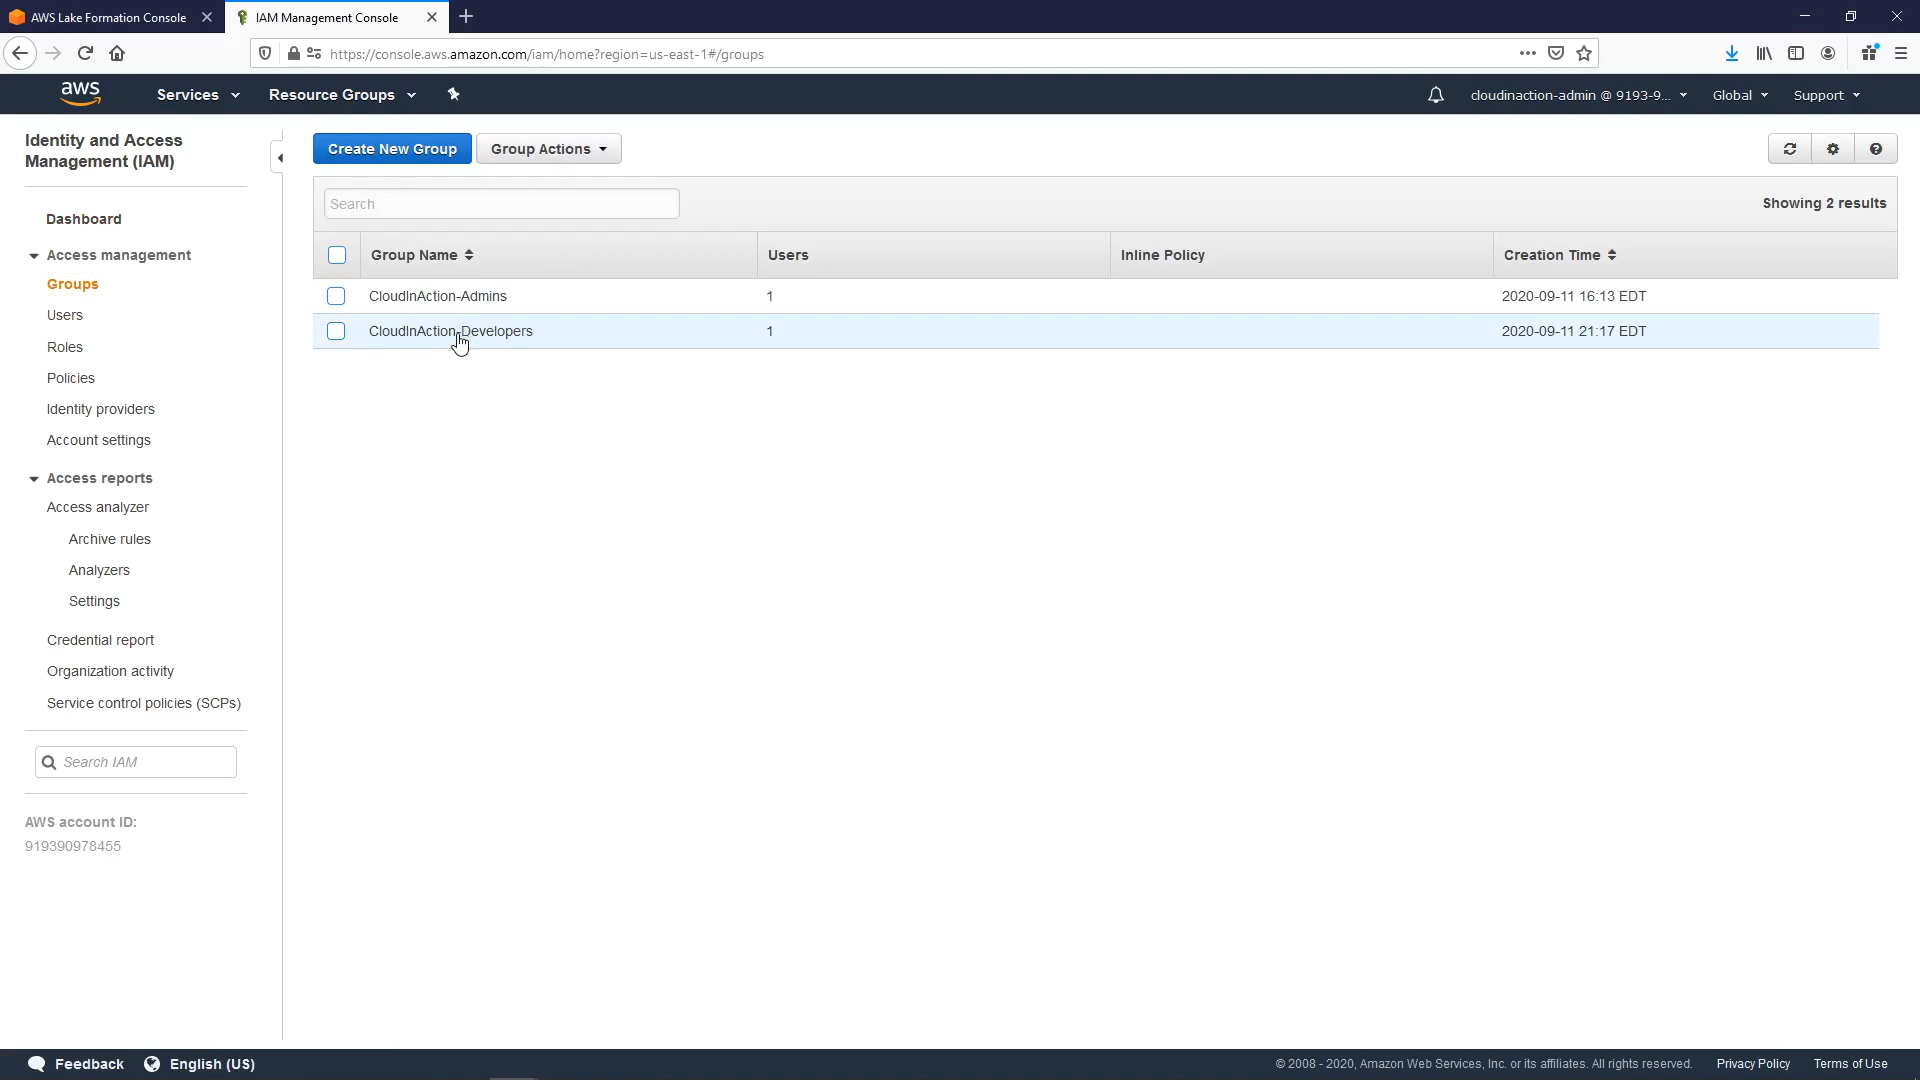 AWS Lake Formation Console
IAM Management Console
https://console.aws.amazon.com/iam/home?region=us-east-1#/groups
aws
Services
Resource Groups
cloudinaction-admin @ 9193-9...
Global
Support
Identity and Access
Management (IAM)
Dashboard
Access management
Groups
Users
Roles
Policies
Identity providers
Account settings
Access reports
Access analyzer
Archive rules
Analyzers
Settings
Credential report
Organization activity
Service control policies (SCPs)
Search IAM
AWS account ID:
919390978455
Create New Group
Group Actions
Search
Showing 2 results
Group Name
Users
Inline Policy
Creation Time
CloudInAction-Admins
1
2020-09-11 16:13 EDT
CloudInAction-Developers
1
2020-09-11 21:17 EDT
Feedback
English (US)
© 2008 - 2020, Amazon Web Services, Inc. or its affiliates. All rights reserved.
Privacy Policy
Terms of Use